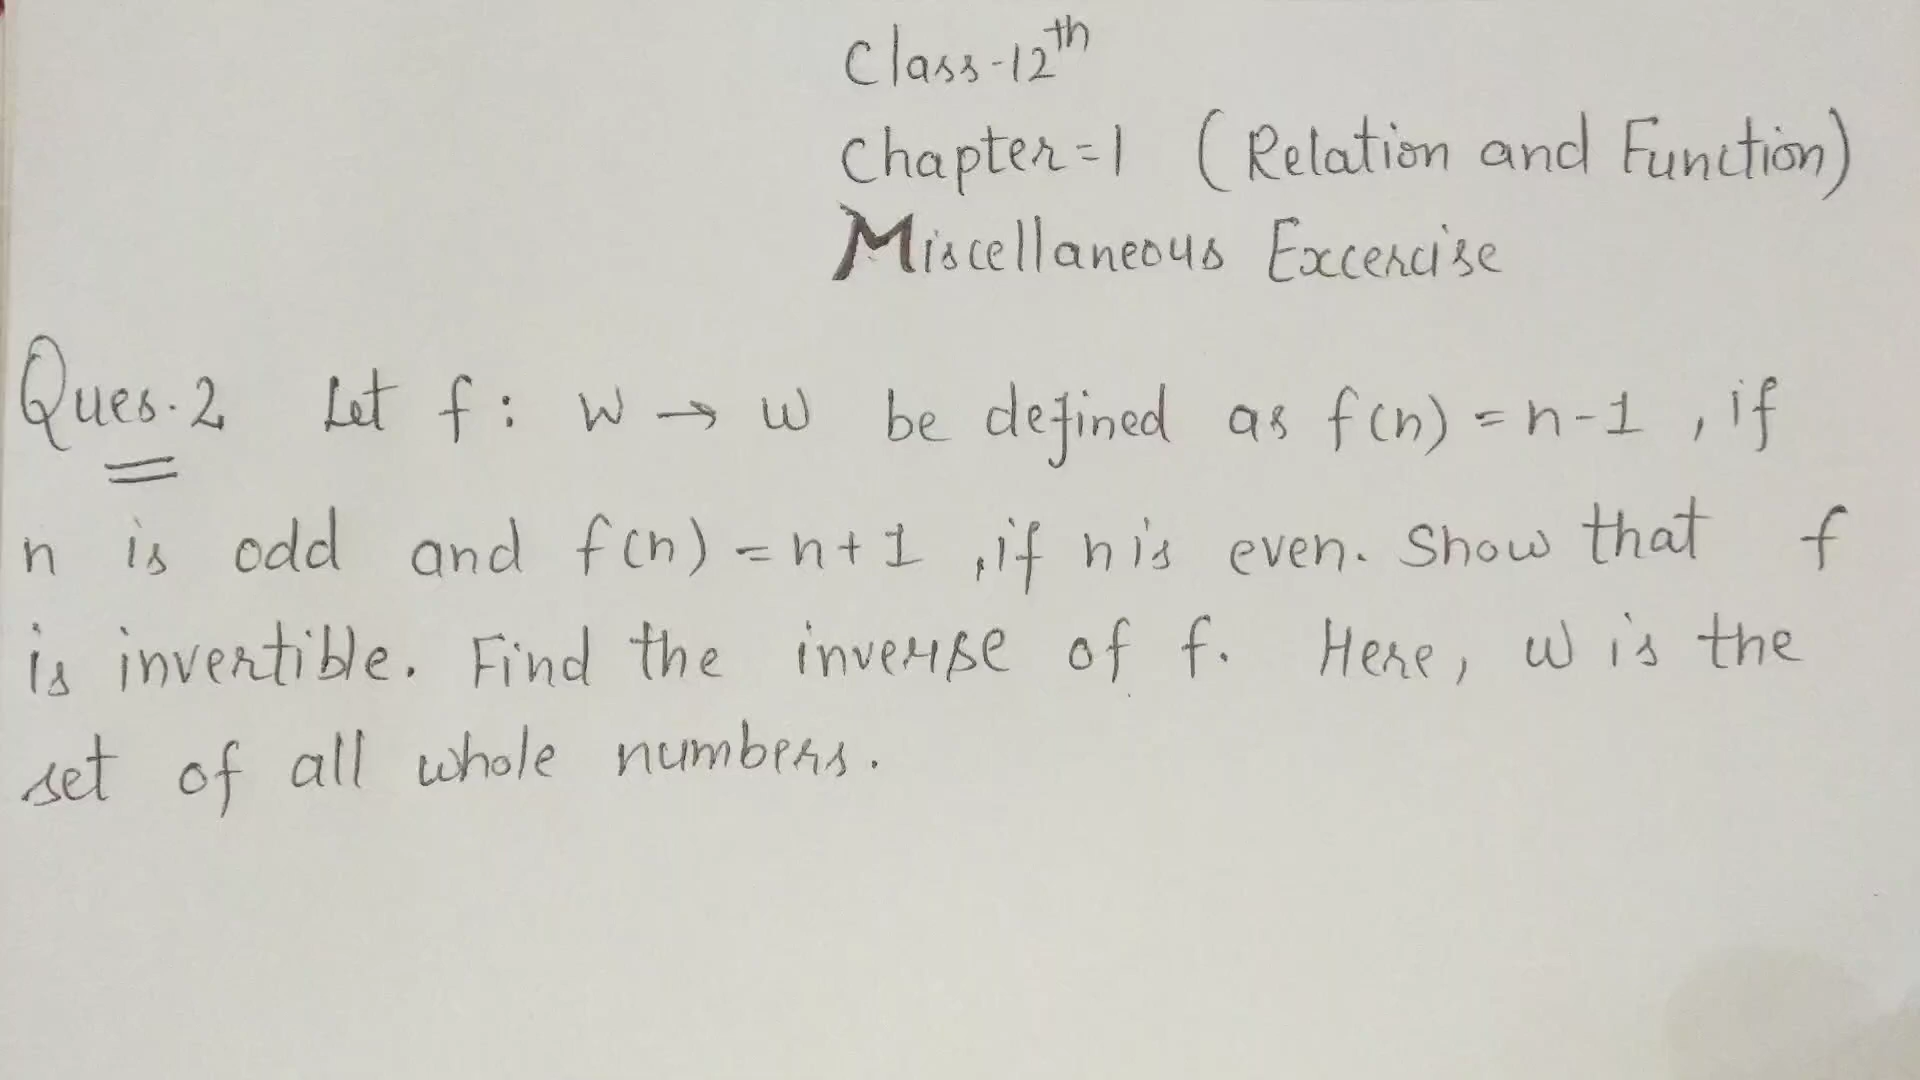 Class-12th
Chapter=1 (Relation and Function)
Miscellaneous Excercise
Ques.2 Let f: W → W be defined as f(n) = n-1, if
n is odd and f(n) = n+1, if n is even. Show that f
is invertible. Find the inverse of f. Here, W is the
set of all whole numbers.